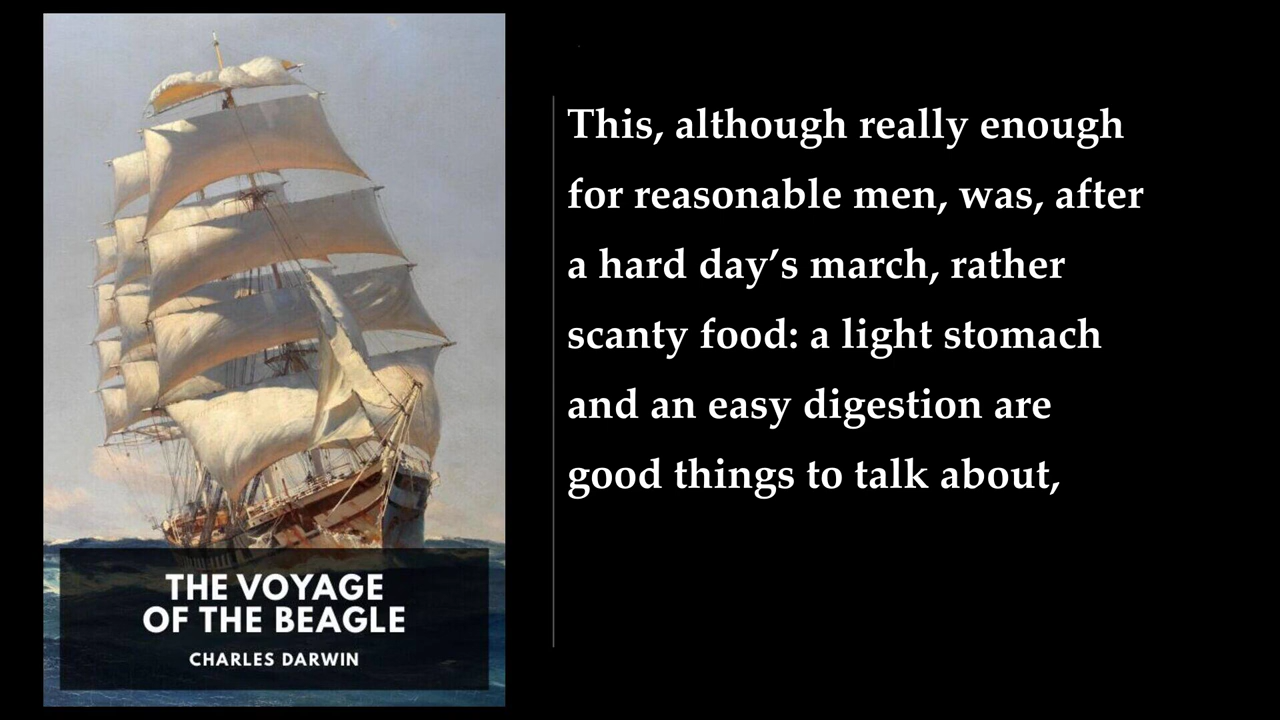 THE VOYAGE
OF THE BEAGLE
CHARLES DARWIN
This, although really enough
for reasonable men, was, after
a hard day’s march, rather
scanty food: a light stomach
and an easy digestion are
good things to talk about,